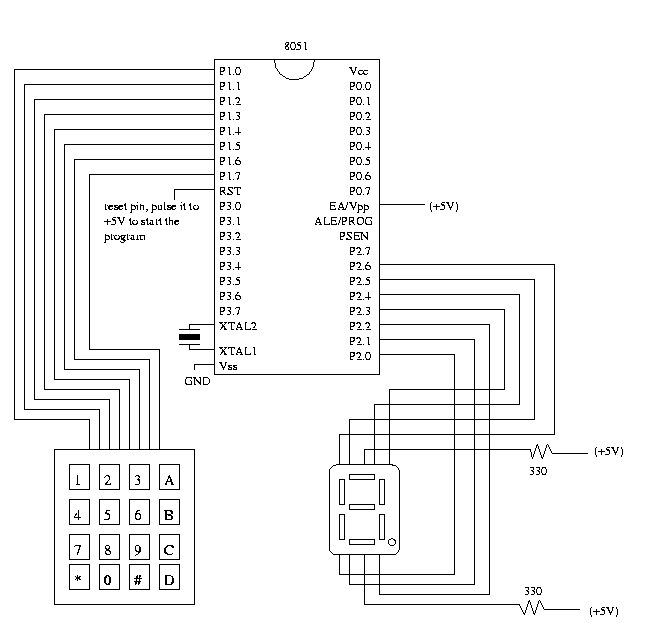 8051
P1.0 Vcc
P1.1 P0.0
P1.2 P0.1
P1.3 P0.2
P1.4 P0.3
P1.5 P0.4
P1.6 P0.5
P1.7 P0.6
RST P0.7
reset pin, pulse it to
+5V to start the
program
P3.0 EA/Vpp (+5V)
P3.1 ALE/PROG
P3.2 PSEN
P3.3 P2.7
P3.4 P2.6
P3.5 P2.5
P3.6 P2.4
P3.7 P2.3
XTAL2 P2.2
P2.1
XTAL1 P2.0
Vss
GND
(+5V)
330
1 2 3 A
4 5 6 B
7 8 9 C
* 0 # D
330
(+5V)